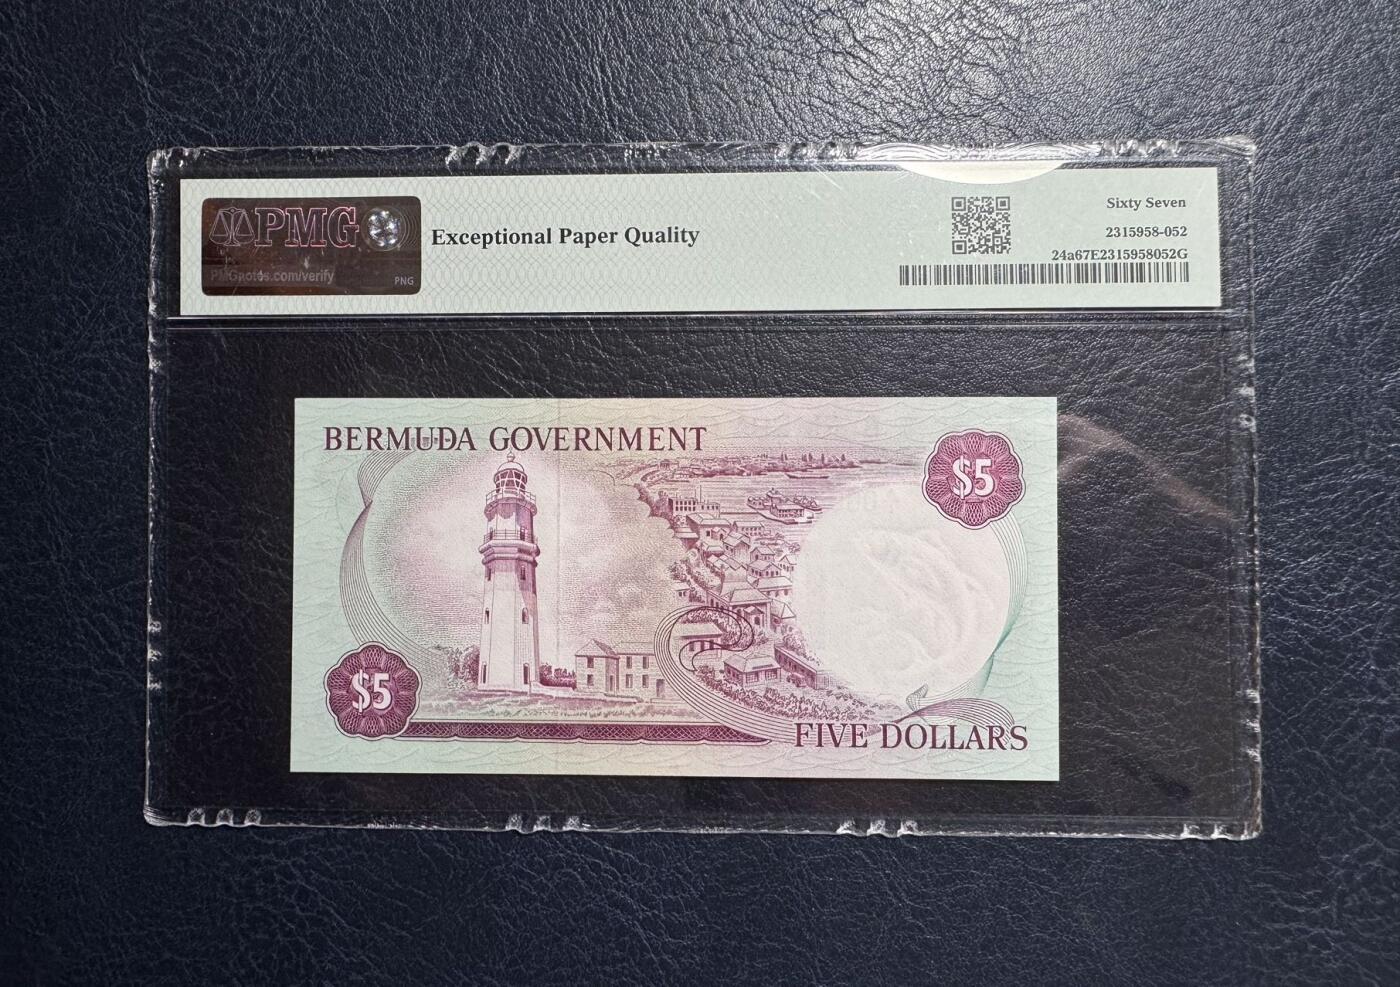 PMG
PMGnotes.com/verify
PNG
Exceptional Paper Quality
Sixty Seven
2315958-052
24a67E2315958052G
BERMUDA GOVERNMENT
$5
$5
FIVE DOLLARS